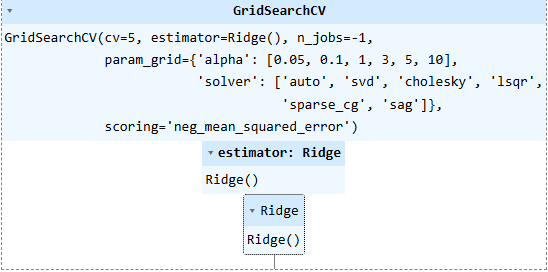 GridSearchCV
GridSearchCV(cv=5, estimator=Ridge(), n_jobs=-1,
param_grid={'alpha': [0.05, 0.1, 1, 3, 5, 10],
'solver': ['auto', 'svd', 'cholesky', 'lsqr',
'sparse_cg', 'sag']},
scoring='neg_mean_squared_error')
estimator: Ridge
Ridge()
Ridge
Ridge()